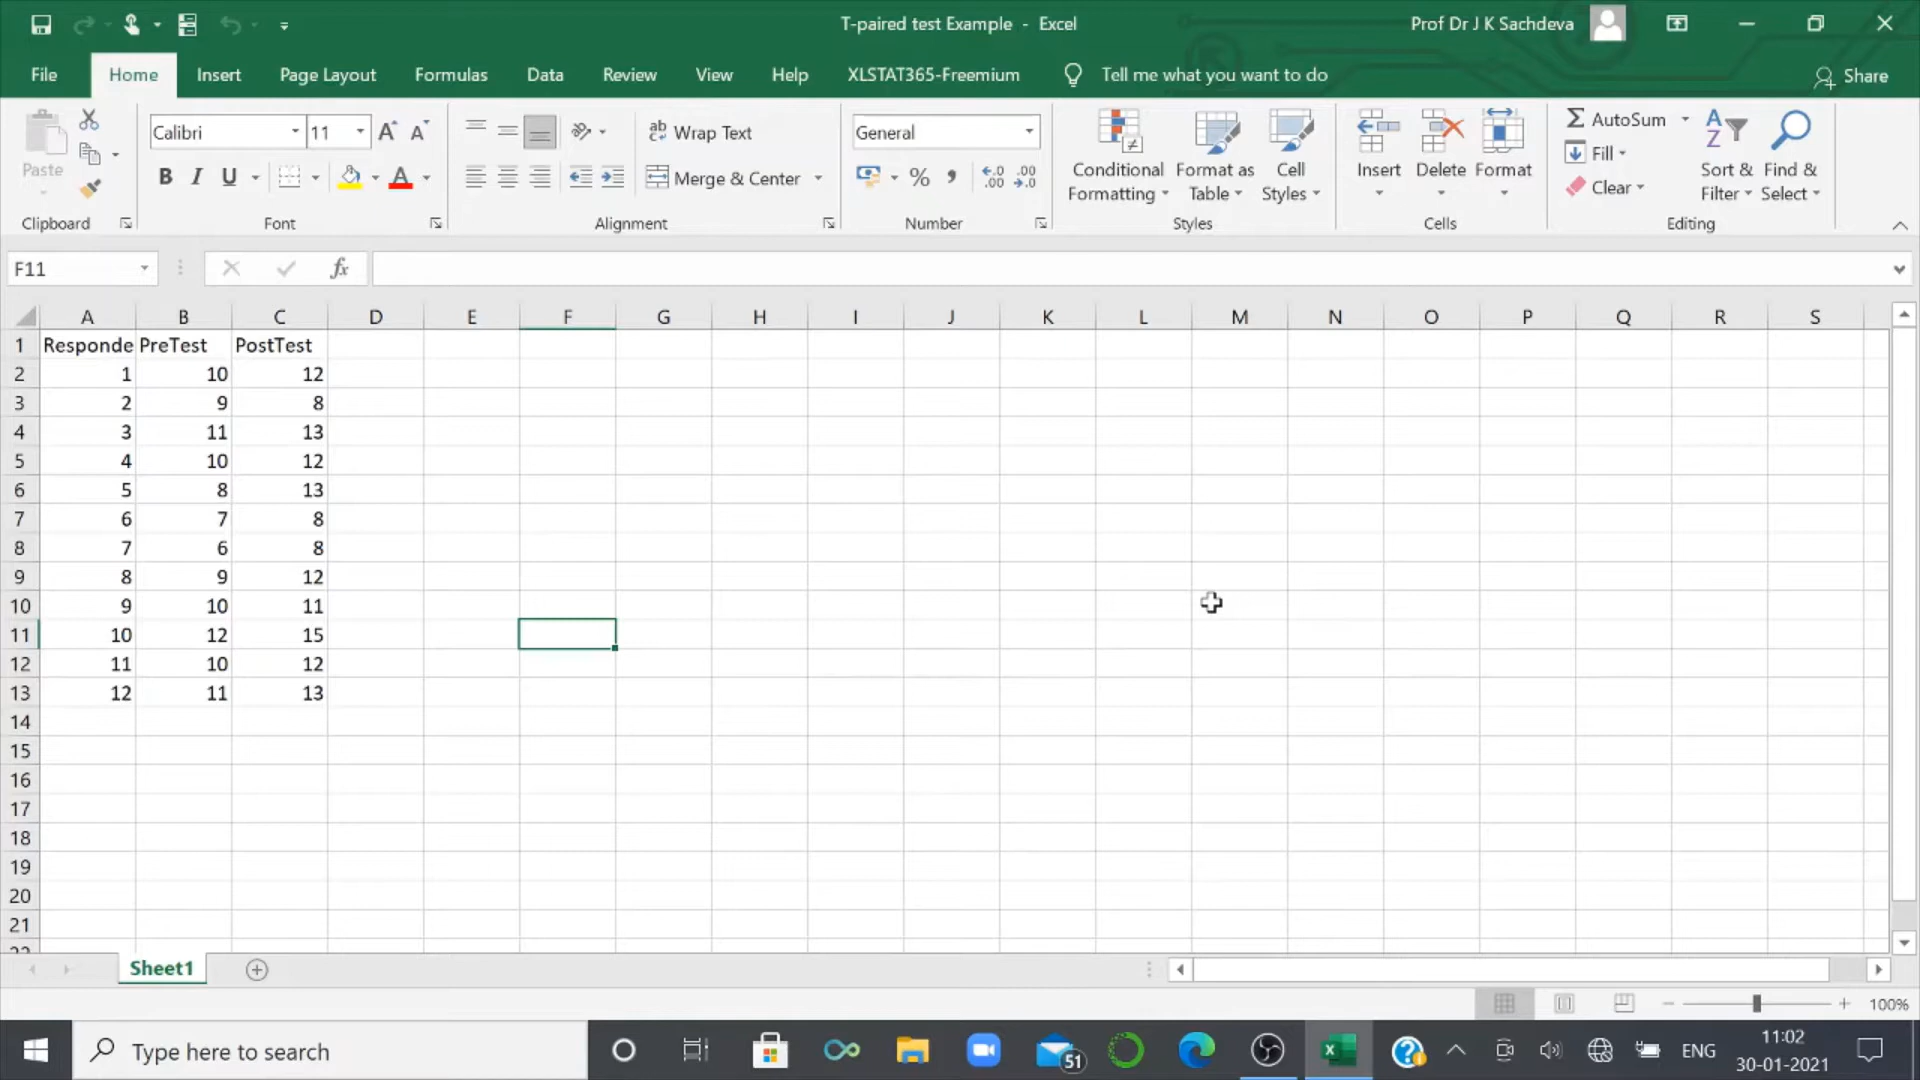 T-paired test Example - Excel
Prof Dr J K Sachdeva
File Home Insert Page Layout Formulas Data Review View Help XLSTAT365-Freemium Tell me what you want to do Share
Paste
Calibri 11
ab Wrap Text
General
Conditional Formatting
Format as Table
Cell Styles
Insert Delete Format
AutoSum
Fill
Clear
Sort & Filter
Find & Select
B I U A
Merge & Center
% , .0 .00 .00 .0
Clipboard Font Alignment Number Styles Cells Editing
F11 fx
A B C D E F G H I J K L M N O P Q R S
1 Responde PreTest PostTest
2 1 10 12
3 2 9 8
4 3 11 13
5 4 10 12
6 5 8 13
7 6 7 8
8 7 6 8
9 8 9 12
10 9 10 11
11 10 12 15
12 11 10 12
13 12 11 13
14
15
16
17
18
19
20
21
22
Sheet1
100%
Type here to search
51
ENG
11:02
30-01-2021